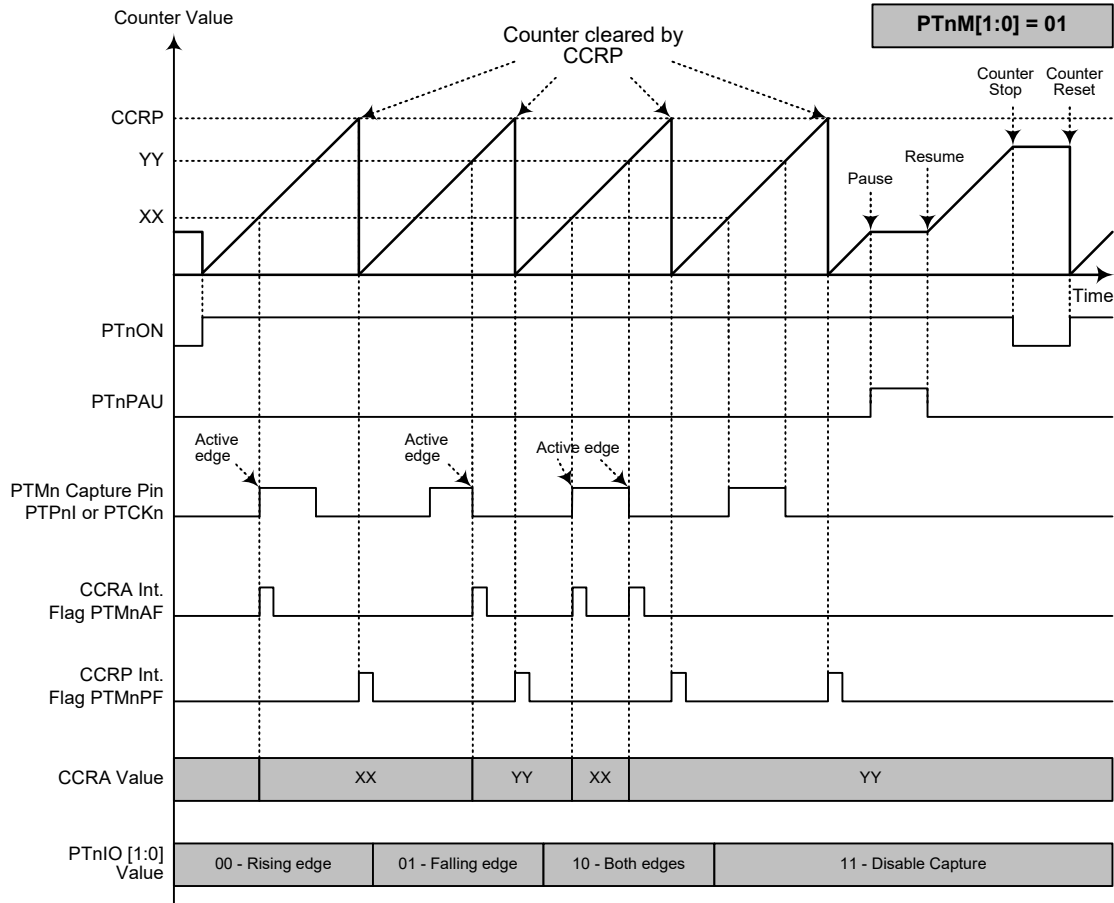 Counter Value
PTnM[1:0] = 01
Counter cleared by
CCRP
Counter
Stop
Counter
Reset
CCRP
YY
XX
Pause
Resume
Time
PTnON
PTnPAU
Active
edge
Active
edge
Active edge
PTMn Capture Pin
PTPnI or PTCKn
CCRA Int.
Flag PTMnAF
CCRP Int.
Flag PTMnPF
CCRA Value
XX
YY
XX
YY
PTnIO [1:0]
Value
00 - Rising edge
01 - Falling edge
10 - Both edges
11 - Disable Capture